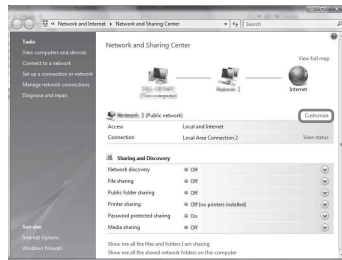 « Network and Internet ▸ Network and Sharing Center
Search
Tasks
View computers and devices
Connect to a network
Set up a connection or network
Manage network connections
Diagnose and repair
See also
Internet Options
Windows Firewall
Network and Sharing Center
View full map
1
Internet
1 (Public network)
Customize
Access Local and Internet
Connection Local Area Connection 2 View status
Sharing and Discovery
Network discovery Off
File sharing Off
Public folder sharing Off
Printer sharing Off (no printers installed)
Password protected sharing On
Media sharing Off
Show me all the files and folders I am sharing
Show me all the shared network folders on this computer